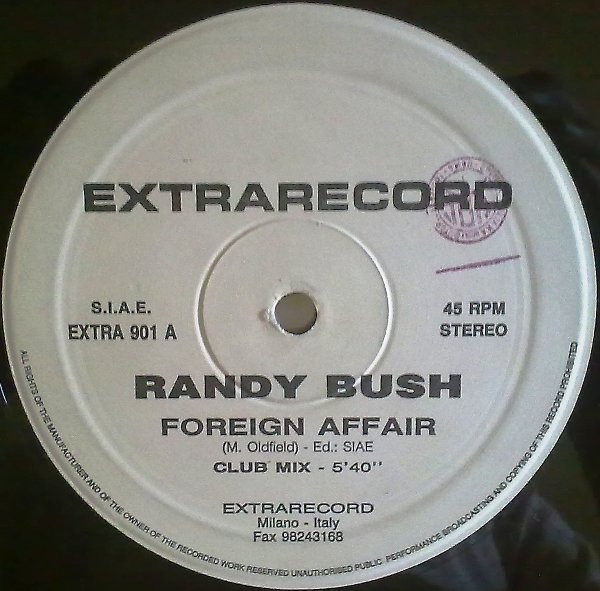 EXTRARECORD
S.I.A.E.
EXTRA 901 A
45 RPM
STEREO
RANDY BUSH
FOREIGN AFFAIR
(M. Oldfield) - Ed.: SIAE
CLUB MIX - 5'40"
EXTRARECORD
Milano - Italy
Fax 98243168
ALL RIGHTS OF THE MANUFACTURER AND OF THE OWNER OF THE RECORDED WORK RESERVED UNAUTHORISED PUBLIC PERFORMANCE BROADCASTING AND COPYING OF THIS RECORD PROHIBITED